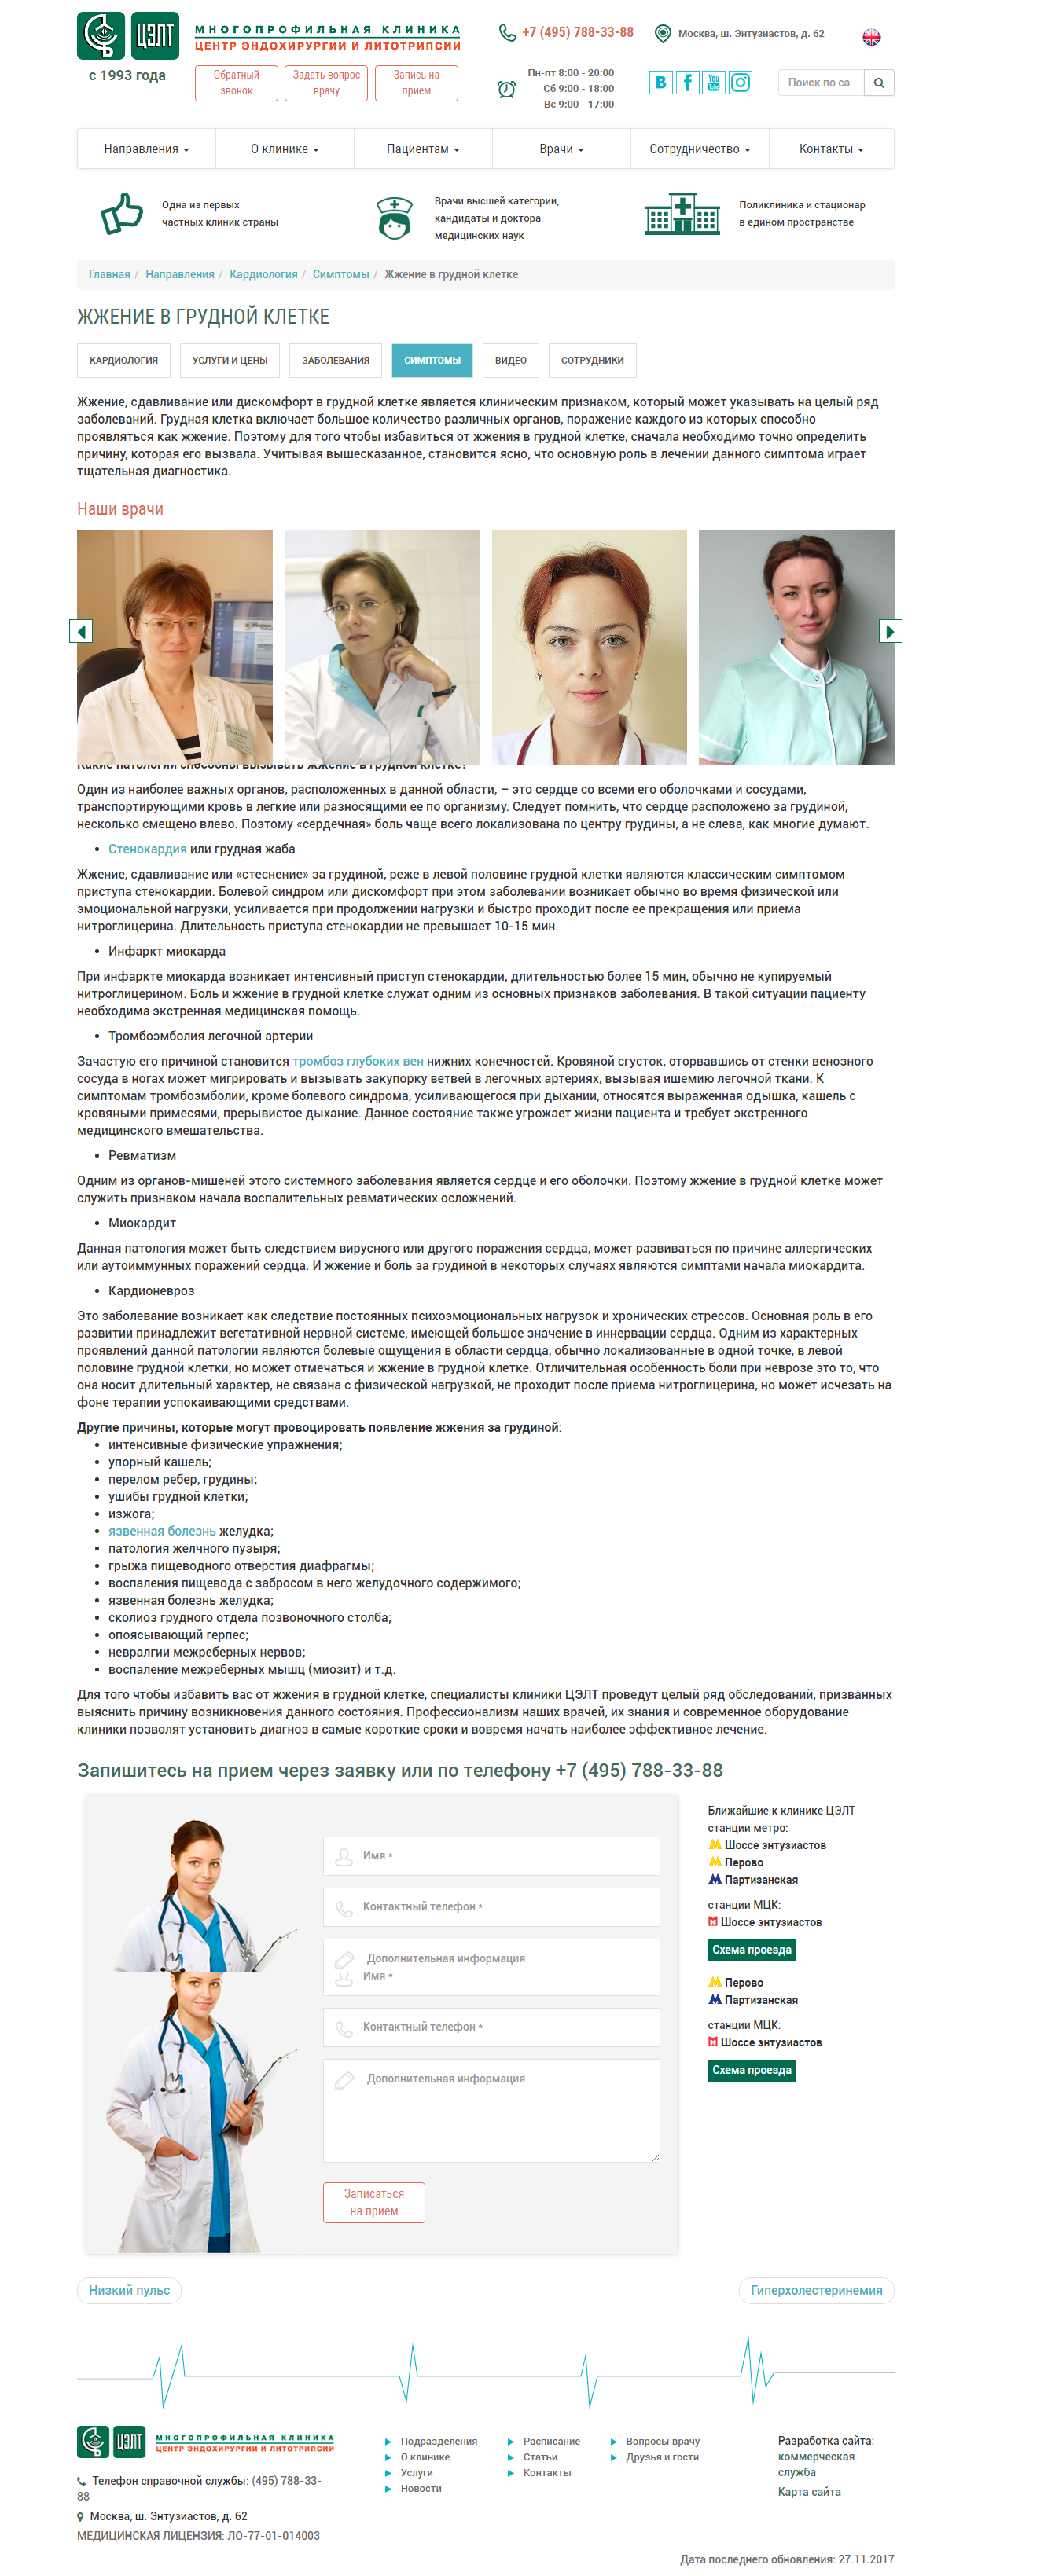 ЦЭЛТ
с 1993 года
МНОГОПРОФИЛЬНАЯ КЛИНИКА
ЦЕНТР ЭНДОХИРУРГИИ И ЛИТОТРИПСИИ
Обратный звонок
Задать вопрос врачу
Запись на прием
+7 (495) 788-33-88
Москва, ш. Энтузиастов, д. 62
Пн-пт 8:00 - 20:00
Сб 9:00 - 18:00
Вс 9:00 - 17:00
Поиск по са
Направления
О клинике
Пациентам
Врачи
Сотрудничество
Контакты
Одна из первых
частных клиник страны
Врачи высшей категории,
кандидаты и доктора
медицинских наук
Поликлиника и стационар
в едином пространстве
Главная / Направления / Кардиология / Симптомы / Жжение в грудной клетке
ЖЖЕНИЕ В ГРУДНОЙ КЛЕТКЕ
КАРДИОЛОГИЯ
УСЛУГИ И ЦЕНЫ
ЗАБОЛЕВАНИЯ
СИМПТОМЫ
ВИДЕО
СОТРУДНИКИ
Жжение, сдавливание или дискомфорт в грудной клетке является клиническим признаком, который может указывать на целый ряд
заболеваний. Грудная клетка включает большое количество различных органов, поражение каждого из которых способно
проявляться как жжение. Поэтому для того чтобы избавиться от жжения в грудной клетке, сначала необходимо точно определить
причину, которая его вызвала. Учитывая вышесказанное, становится ясно, что основную роль в лечении данного симптома играет
тщательная диагностика.
Наши врачи
Какие патологии способны вызывать жжение в грудной клетке?
Один из наиболее важных органов, расположенных в данной области, – это сердце со всеми его оболочками и сосудами,
транспортирующими кровь в легкие или разносящими ее по организму. Следует помнить, что сердце расположено за грудиной,
несколько смещено влево. Поэтому «сердечная» боль чаще всего локализована по центру грудины, а не слева, как многие думают.
• Стенокардия или грудная жаба
Жжение, сдавливание или «стеснение» за грудиной, реже в левой половине грудной клетки являются классическим симптомом
приступа стенокардии. Болевой синдром или дискомфорт при этом заболевании возникает обычно во время физической или
эмоциональной нагрузки, усиливается при продолжении нагрузки и быстро проходит после ее прекращения или приема
нитроглицерина. Длительность приступа стенокардии не превышает 10-15 мин.
• Инфаркт миокарда
При инфаркте миокарда возникает интенсивный приступ стенокардии, длительностью более 15 мин, обычно не купируемый
нитроглицерином. Боль и жжение в грудной клетке служат одним из основных признаков заболевания. В такой ситуации пациенту
необходима экстренная медицинская помощь.
• Тромбоэмболия легочной артерии
Зачастую его причиной становится тромбоз глубоких вен нижних конечностей. Кровяной сгусток, оторвавшись от стенки венозного
сосуда в ногах может мигрировать и вызывать закупорку ветвей в легочных артериях, вызывая ишемию легочной ткани. К
симптомам тромбоэмболии, кроме болевого синдрома, усиливающегося при дыхании, относятся выраженная одышка, кашель с
кровяными примесями, прерывистое дыхание. Данное состояние также угрожает жизни пациента и требует экстренного
медицинского вмешательства.
• Ревматизм
Одним из органов-мишеней этого системного заболевания является сердце и его оболочки. Поэтому жжение в грудной клетке может
служить признаком начала воспалительных ревматических осложнений.
• Миокардит
Данная патология может быть следствием вирусного или другого поражения сердца, может развиваться по причине аллергических
или аутоиммунных поражений сердца. И жжение и боль за грудиной в некоторых случаях являются симптами начала миокардита.
• Кардионевроз
Это заболевание возникает как следствие постоянных психоэмоциональных нагрузок и хронических стрессов. Основная роль в его
развитии принадлежит вегетативной нервной системе, имеющей большое значение в иннервации сердца. Одним из характерных
проявлений данной патологии являются болевые ощущения в области сердца, обычно локализованные в одной точке, в левой
половине грудной клетки, но может отмечаться и жжение в грудной клетке. Отличительная особенность боли при неврозе это то, что
она носит длительный характер, не связана с физической нагрузкой, не проходит после приема нитроглицерина, но может исчезать на
фоне терапии успокаивающими средствами.
Другие причины, которые могут провоцировать появление жжения за грудиной:
• интенсивные физические упражнения;
• упорный кашель;
• перелом ребер, грудины;
• ушибы грудной клетки;
• изжога;
• язвенная болезнь желудка;
• патология желчного пузыря;
• грыжа пищеводного отверстия диафрагмы;
• воспаления пищевода с забросом в него желудочного содержимого;
• язвенная болезнь желудка;
• сколиоз грудного отдела позвоночного столба;
• опоясывающий герпес;
• невралгии межреберных нервов;
• воспаление межреберных мышц (миозит) и т.д.
Для того чтобы избавить вас от жжения в грудной клетке, специалисты клиники ЦЭЛТ проведут целый ряд обследований, призванных
выяснить причину возникновения данного состояния. Профессионализм наших врачей, их знания и современное оборудование
клиники позволят установить диагноз в самые короткие сроки и вовремя начать наиболее эффективное лечение.
Запишитесь на прием через заявку или по телефону +7 (495) 788-33-88
Имя *
Контактный телефон *
Дополнительная информация
Имя *
Контактный телефон *
Дополнительная информация
Записаться
на прием
Ближайшие к клинике ЦЭЛТ
станции метро:
Шоссе энтузиастов
Перово
Партизанская
станции МЦК:
Шоссе энтузиастов
Схема проезда
Перово
Партизанская
станции МЦК:
Шоссе энтузиастов
Схема проезда
Низкий пульс
Гиперхолестеринемия
ЦЭЛТ
МНОГОПРОФИЛЬНАЯ КЛИНИКА
ЦЕНТР ЭНДОХИРУРГИИ И ЛИТОТРИПСИИ
Телефон справочной службы: (495) 788-33-
88
Москва, ш. Энтузиастов, д. 62
МЕДИЦИНСКАЯ ЛИЦЕНЗИЯ: ЛО-77-01-014003
Подразделения
О клинике
Услуги
Новости
Расписание
Статьи
Контакты
Вопросы врачу
Друзья и гости
Разработка сайта:
коммерческая
служба
Карта сайта
Дата последнего обновления: 27.11.2017